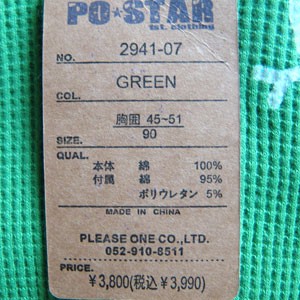 PO★STAR
1st. clothing
NO. 2941-07
COL. GREEN
胸囲 45~51
SIZE. 90
QUAL.
本体 綿 100%
付属 綿 95%
ポリウレタン 5%
MADE IN CHINA
PLEASE ONE CO.,LTD.
052-910-8511
PRICE.
¥3,800(税込¥3,990)